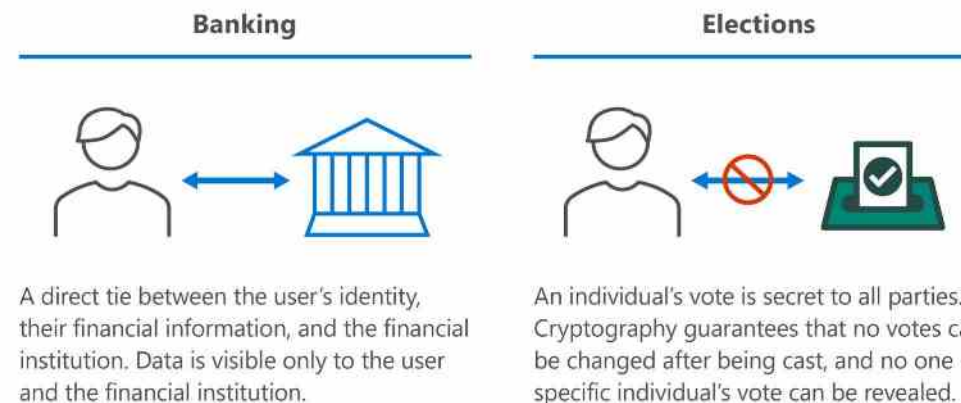 Banking
A direct tie between the user's identity,
their financial information, and the financial
institution. Data is visible only to the user
and the financial institution.
Elections
An individual's vote is secret to all parties.
Cryptography guarantees that no votes ca
be changed after being cast, and no one
specific individual's vote can be revealed.